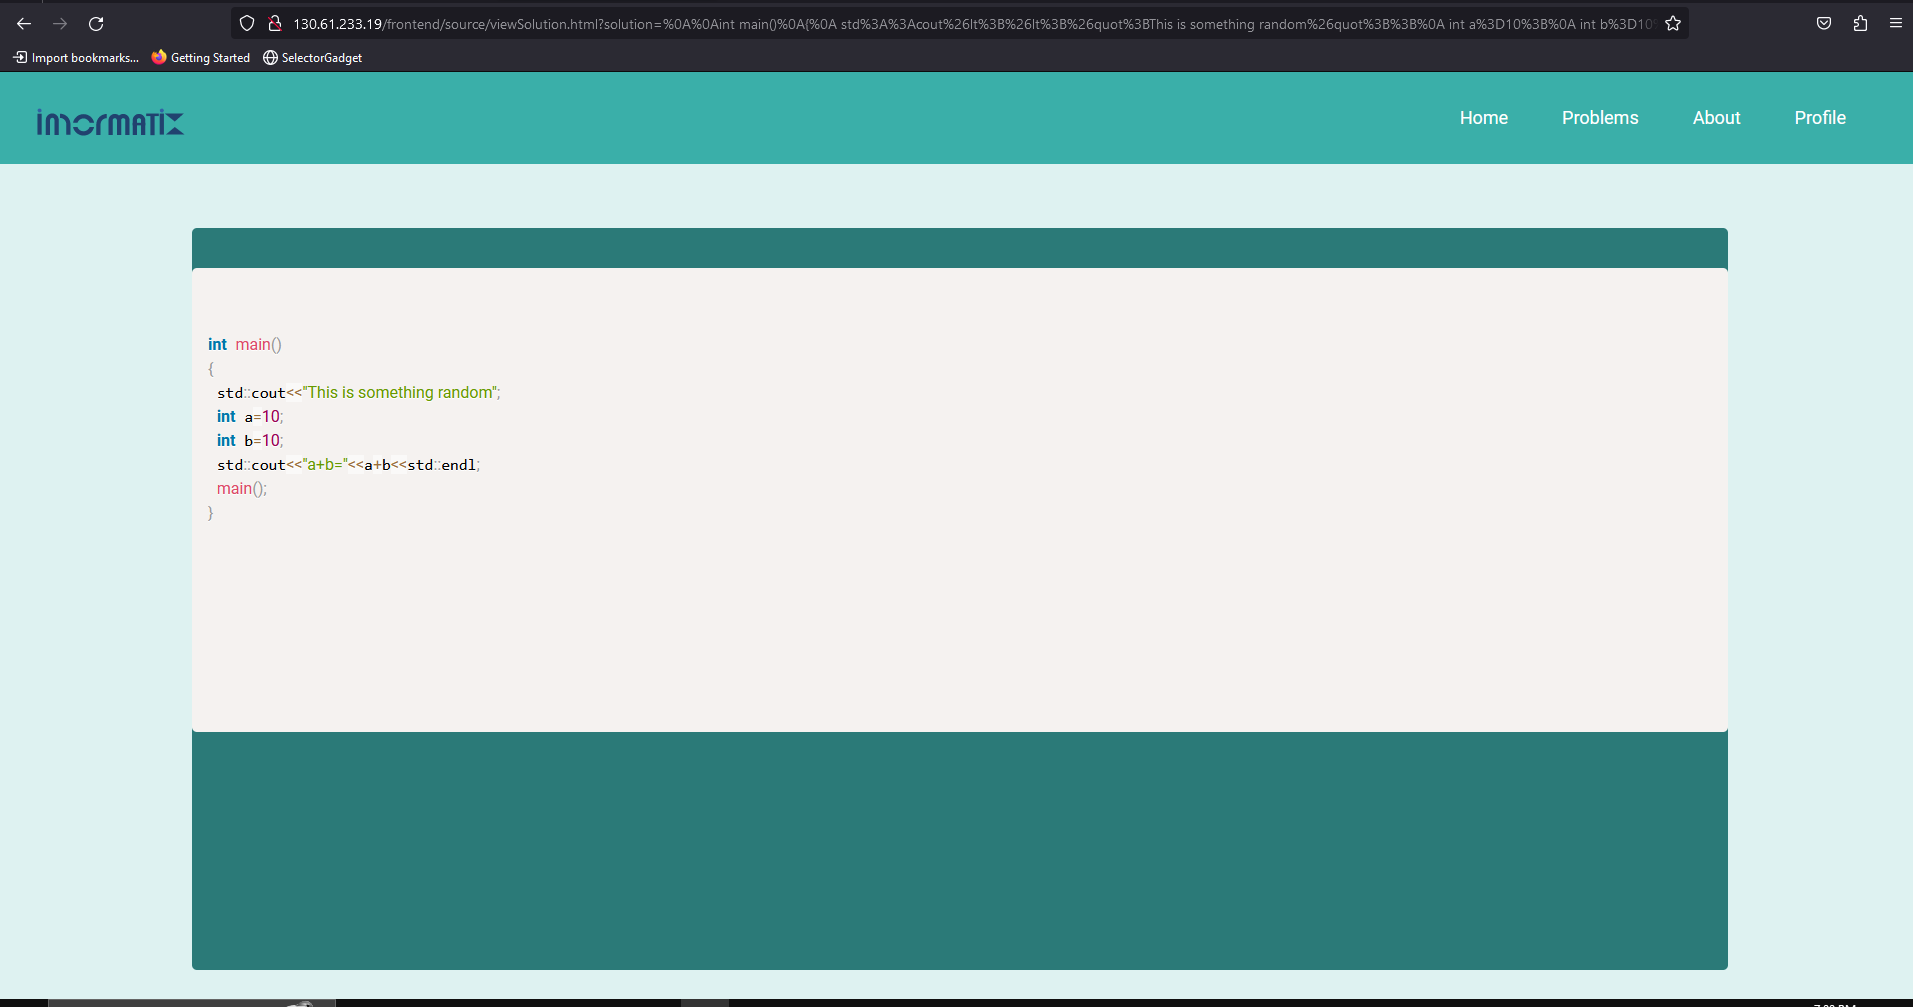 130.61.233.19/frontend/source/viewSolution.html?solution=%0A%0Aint main()%0A{%0A std%3A%3Acout%26lt%3B%26lt%3B%26quot%3BThis is something random%26quot%3B%3B%0A int a%3D10%3B%0A int b%3D10
Import bookmarks... Getting Started SelectorGadget
Home Problems About Profile
int main()
{
std::cout<<"This is something random";
int a=10;
int b=10;
std::cout<<"a+b="<<a+b<<std::endl;
main();
}